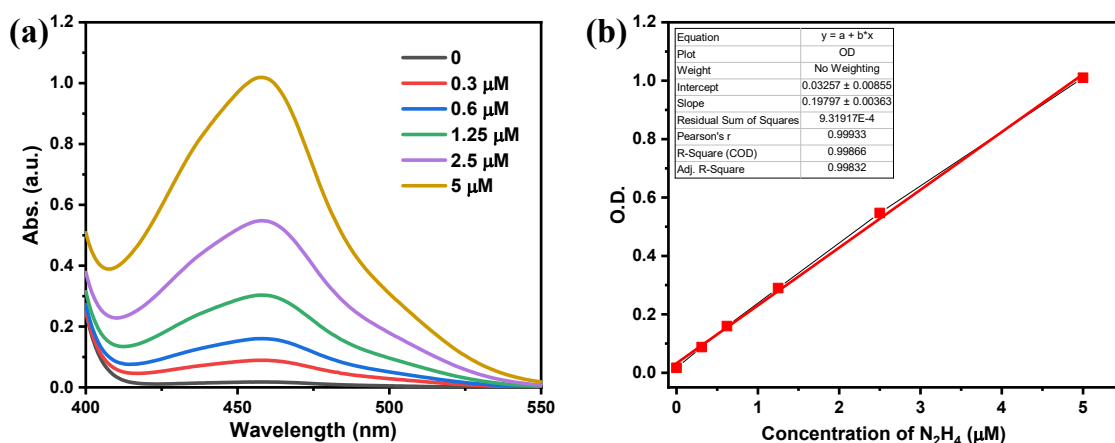 (a)
1.2
1.0
0.8
0.6
0.4
0.2
0.0
400
450
500
550
Abs. (a.u.)
Wavelength (nm)
0
0.3 μM
0.6 μM
1.25 μM
2.5 μM
5 μM
(b)
1.2
1.0
0.8
0.6
0.4
0.2
0.0
0
1
2
3
4
5
O.D.
Concentration of N₂H₄ (μM)
Equation y = a + b*x
Plot OD
Weight No Weighting
Intercept 0.03257 ± 0.00855
Slope 0.19797 ± 0.00363
Residual Sum of Squares 9.31917E-4
Pearson's r 0.99933
R-Square (COD) 0.99866
Adj. R-Square 0.99832